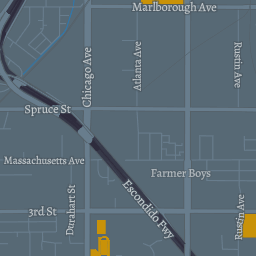 Marlborough Ave
Chicago Ave
Atlanta Ave
Rustin Ave
Spruce St
Massachusetts Ave
Farmer Boys
Escondido Fwy
Durahart St
3rd St
Rustin Ave